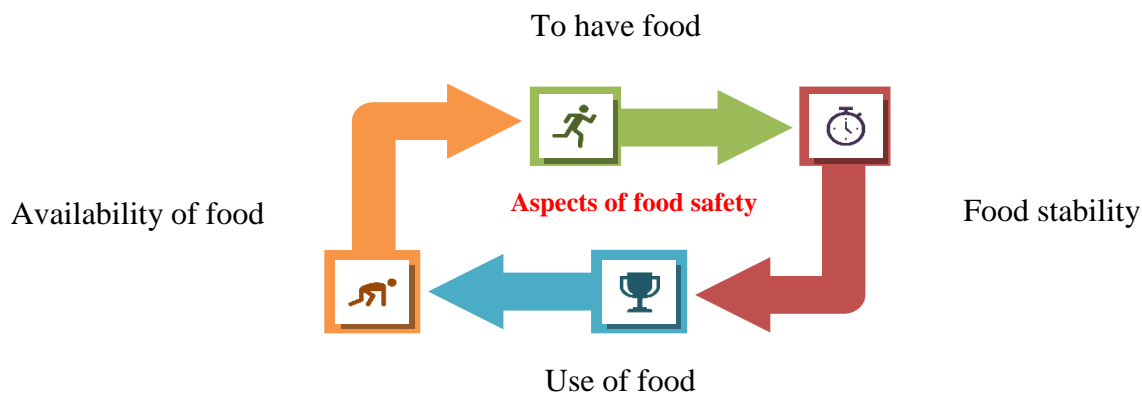 To have food
Aspects of food safety
Availability of food
Food stability
Use of food